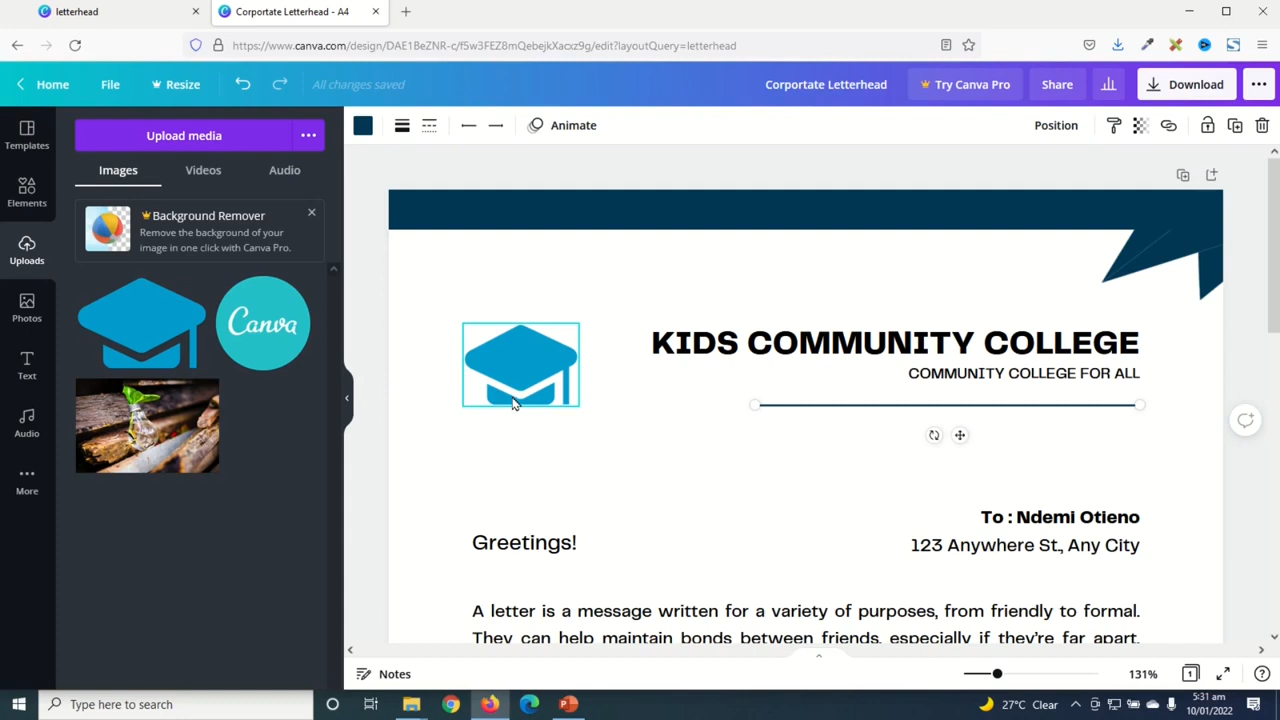 letterhead
Corportate Letterhead - A4
https://www.canva.com/design/DAE1BeZNR-c/f5w3FEZ8mQebejkXacxz9g/edit?layoutQuery=letterhead
Home
File
Resize
All changes saved
Corportate Letterhead
Try Canva Pro
Share
Download
Templates
Elements
Uploads
Photos
Text
Audio
More
Upload media
Images
Videos
Audio
Background Remover
Remove the background of your
image in one click with Canva Pro.
Canva
Animate
Position
KIDS COMMUNITY COLLEGE
COMMUNITY COLLEGE FOR ALL
To : Ndemi Otieno
Greetings!
123 Anywhere St., Any City
A letter is a message written for a variety of purposes, from friendly to formal.
They can help maintain bonds between friends, especially if they're far apart.
Notes
131%
1
Type here to search
27°C Clear
5:31 am
10/01/2022